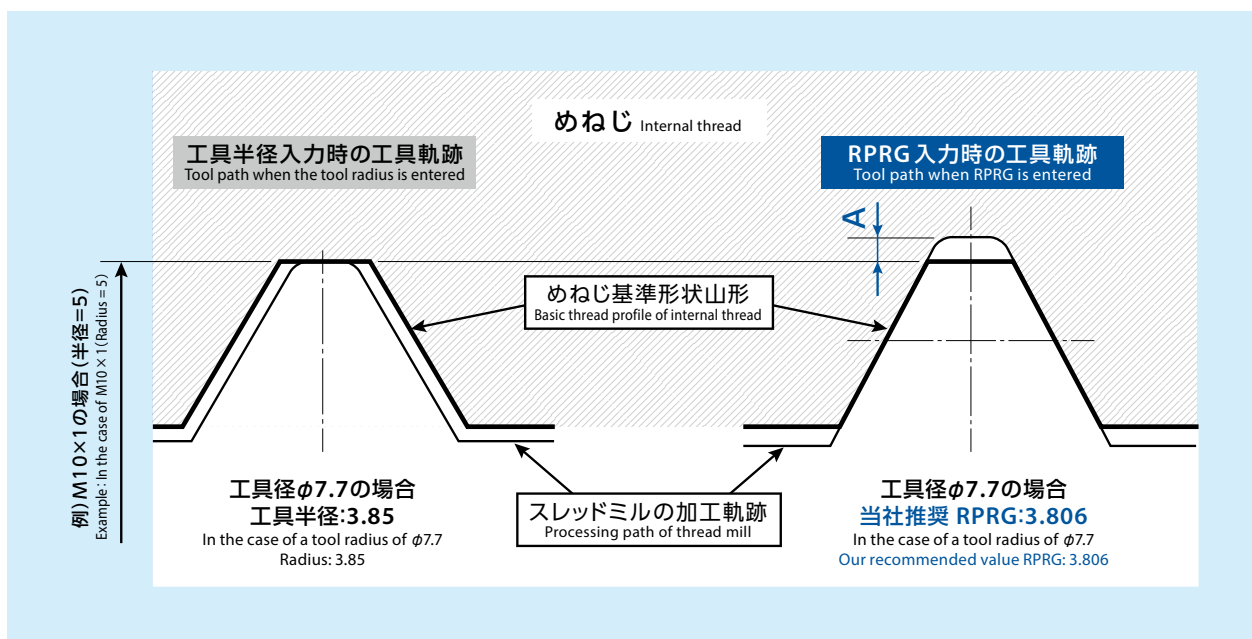 めねじ Internal thread
工具半径入力時の工具軌跡
Tool path when the tool radius is entered
RPRG 入力時の工具軌跡
Tool path when RPRG is entered
A
めねじ基準形状山形
Basic thread profile of internal thread
例) M10×1の場合(半径=5)
Example : In the case of M10 × 1 (Radius = 5)
工具径φ7.7の場合
工具半径:3.85
In the case of a tool radius of φ7.7
Radius: 3.85
スレッドミルの加工軌跡
Processing path of thread mill
工具径φ7.7の場合
当社推奨 RPRG:3.806
In the case of a tool radius of φ7.7
Our recommended value RPRG: 3.806